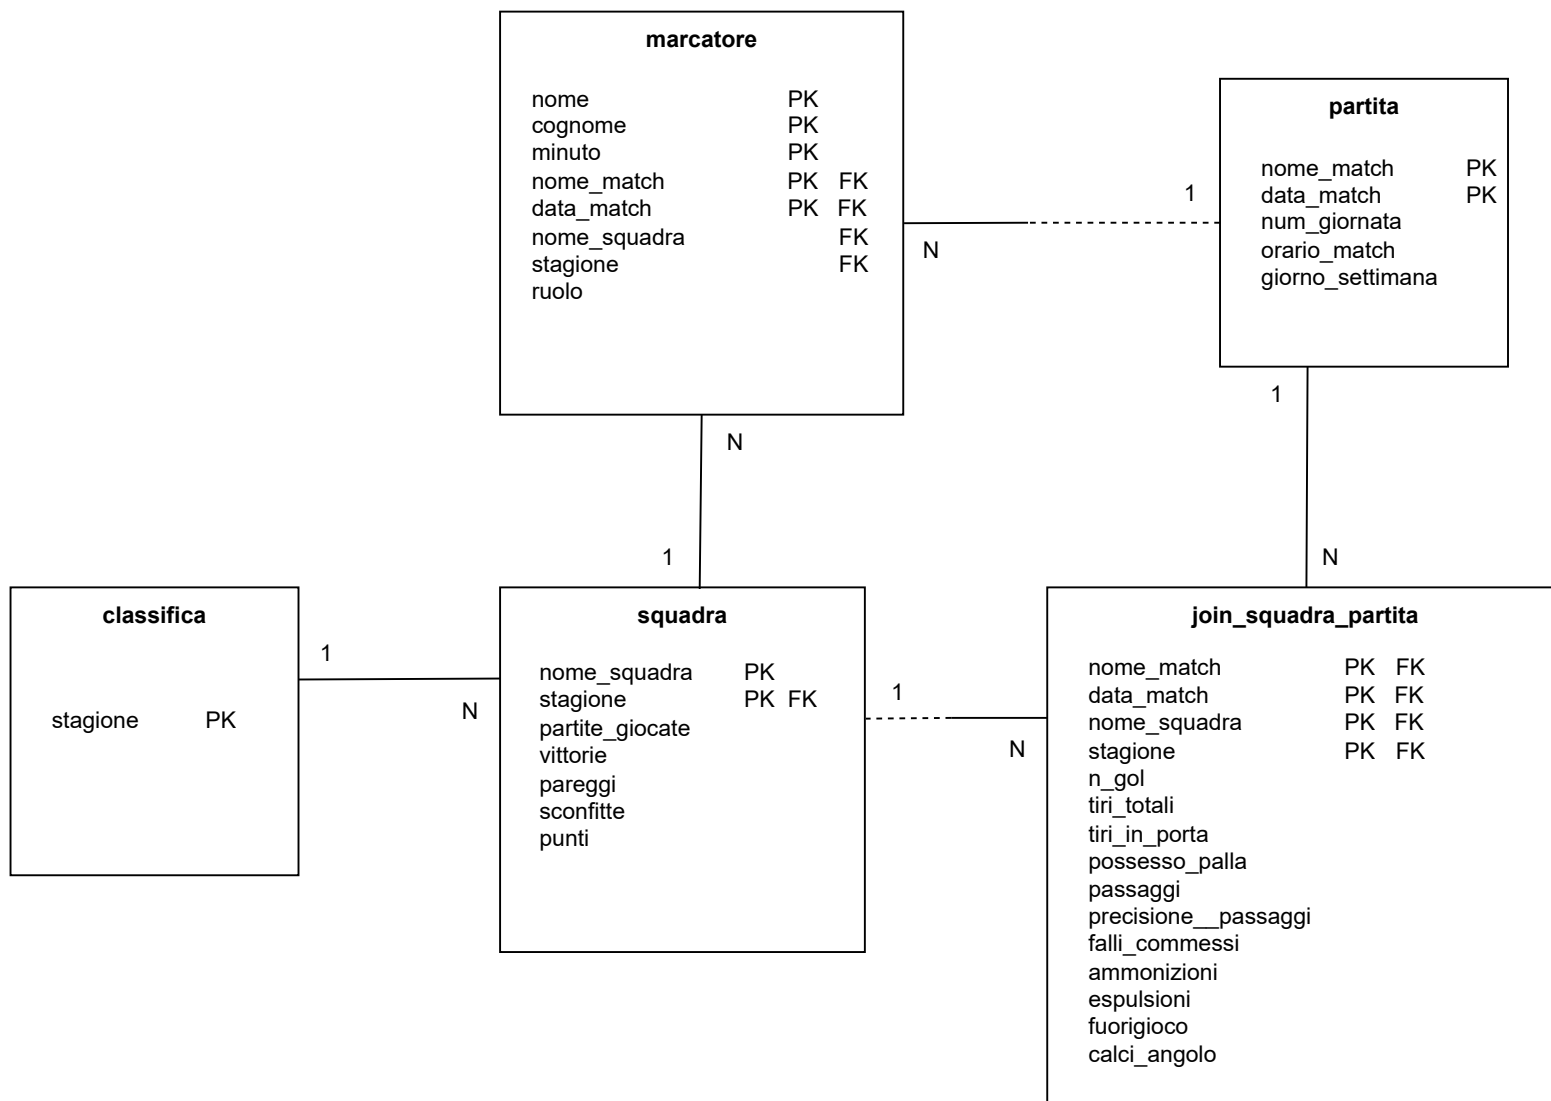 marcatore
nome PK
cognome PK
minuto PK
nome_match PK FK
data_match PK FK
nome_squadra FK
stagione FK
ruolo
partita
nome_match PK
data_match PK
num_giornata
orario_match
giorno_settimana
1
N
1
N
1
N
classifica
stagione PK
1
N
squadra
nome_squadra PK
stagione PK FK
partite_giocate
vittorie
pareggi
sconfitte
punti
1
N
join_squadra_partita
nome_match PK FK
data_match PK FK
nome_squadra PK FK
stagione PK FK
n_gol
tiri_totali
tiri_in_porta
possesso_palla
passaggi
precisione__passaggi
falli_commessi
ammonizioni
espulsioni
fuorigioco
calci_angolo